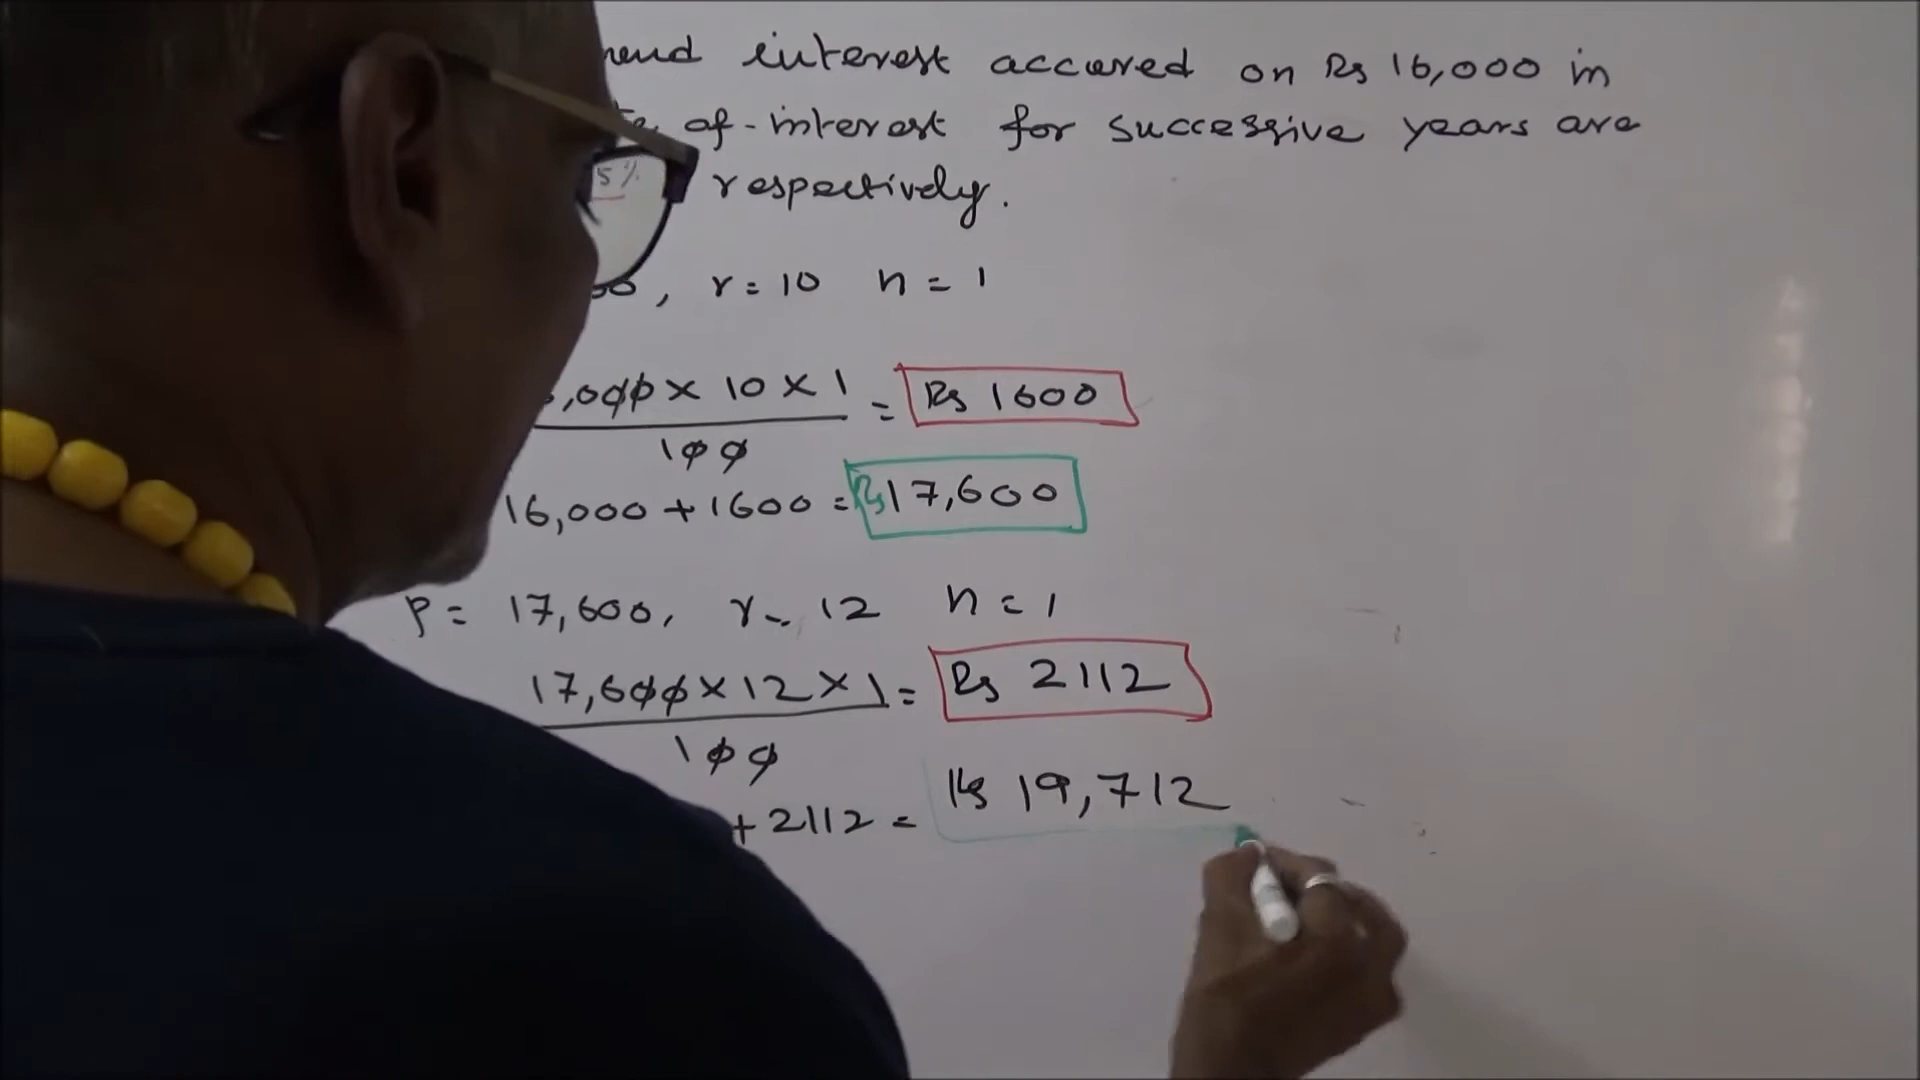 interest accured on Rs 16,000 in
of interest for successive years are
5% respectively.
r = 10 n = 1
,000 × 10 × 1 = Rs 1600
100
16,000 + 1600 = Rs 17,600
P = 17,600, r = 12 n = 1
17,600 × 12 × 1 = Rs 2112
100
+ 2112 = Rs 19,712